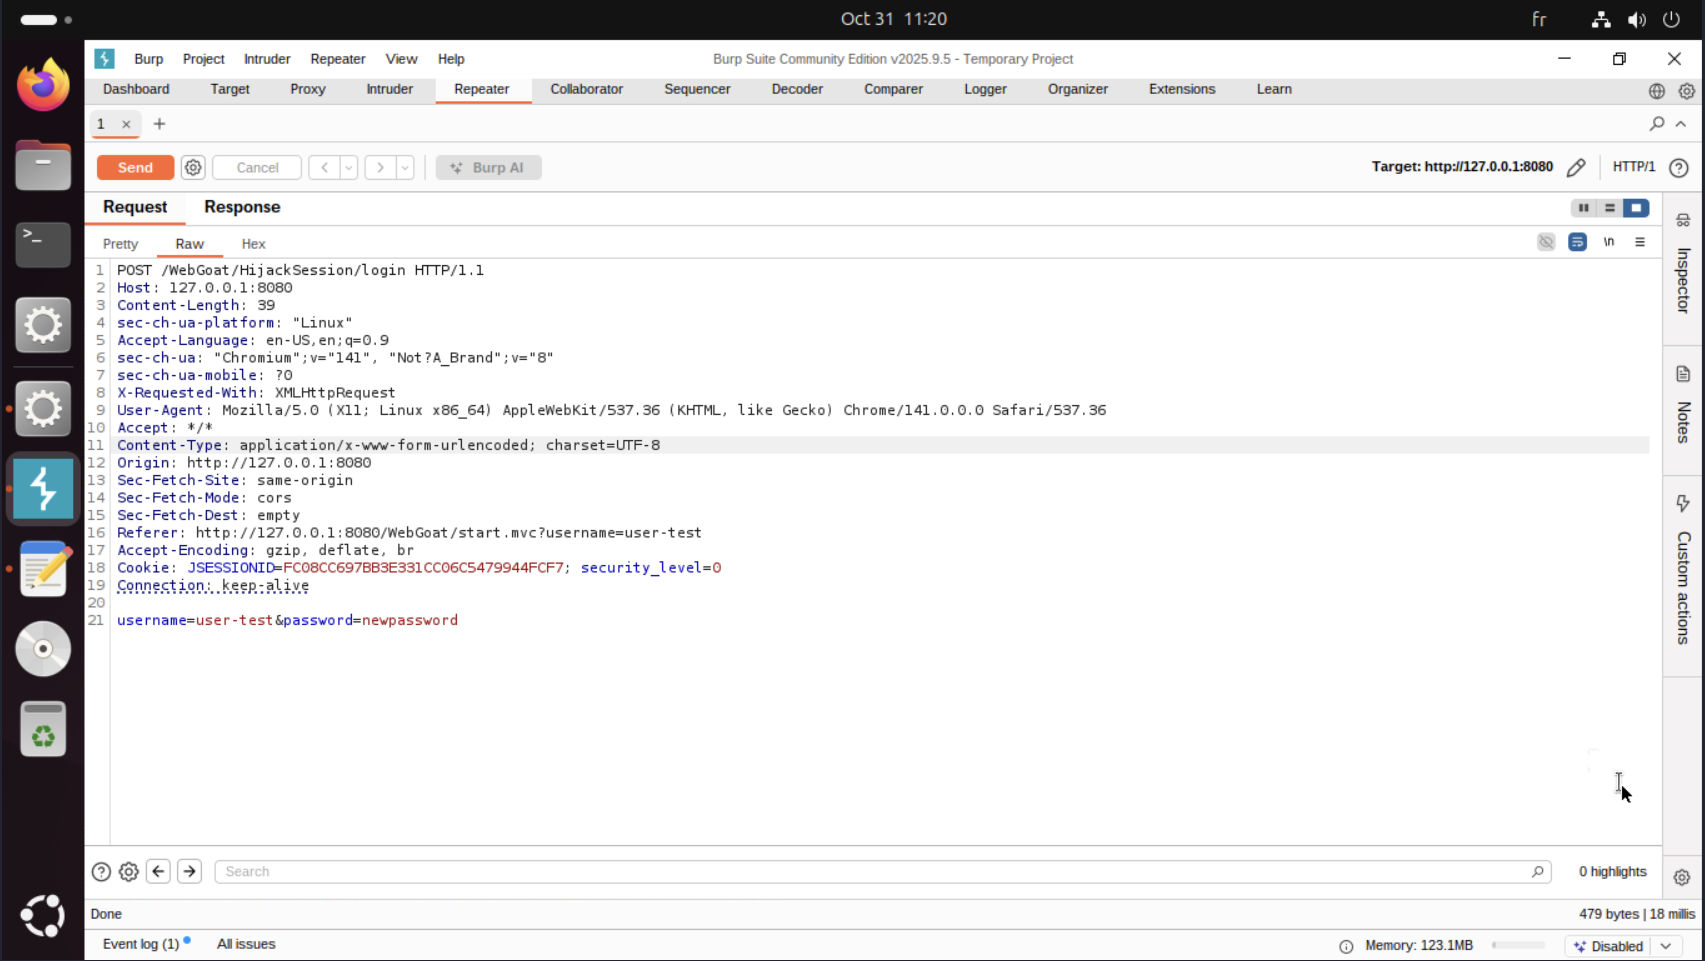 Oct 31 11:20
fr
Burp Project Intruder Repeater View Help
Burp Suite Community Edition v2025.9.5 - Temporary Project
Dashboard Target Proxy Intruder Repeater Collaborator Sequencer Decoder Comparer Logger Organizer Extensions Learn
1 × +
Send Cancel < > Burp AI
Target: http://127.0.0.1:8080 HTTP/1
Request Response
Pretty Raw Hex
\n
1 POST /WebGoat/HijackSession/login HTTP/1.1
2 Host: 127.0.0.1:8080
3 Content-Length: 39
4 sec-ch-ua-platform: "Linux"
5 Accept-Language: en-US,en;q=0.9
6 sec-ch-ua: "Chromium";v="141", "Not?A_Brand";v="8"
7 sec-ch-ua-mobile: ?0
8 X-Requested-With: XMLHttpRequest
9 User-Agent: Mozilla/5.0 (X11; Linux x86_64) AppleWebKit/537.36 (KHTML, like Gecko) Chrome/141.0.0.0 Safari/537.36
10 Accept: */*
11 Content-Type: application/x-www-form-urlencoded; charset=UTF-8
12 Origin: http://127.0.0.1:8080
13 Sec-Fetch-Site: same-origin
14 Sec-Fetch-Mode: cors
15 Sec-Fetch-Dest: empty
16 Referer: http://127.0.0.1:8080/WebGoat/start.mvc?username=user-test
17 Accept-Encoding: gzip, deflate, br
18 Cookie: JSESSIONID=FC08CC697BB3E331CC06C5479944FCF7; security_level=0
19 Connection: keep-alive
20
21 username=user-test&password=newpassword
Inspector
Notes
Custom actions
Search
0 highlights
Done
479 bytes | 18 millis
Event log (1) All issues
Memory: 123.1MB
Disabled